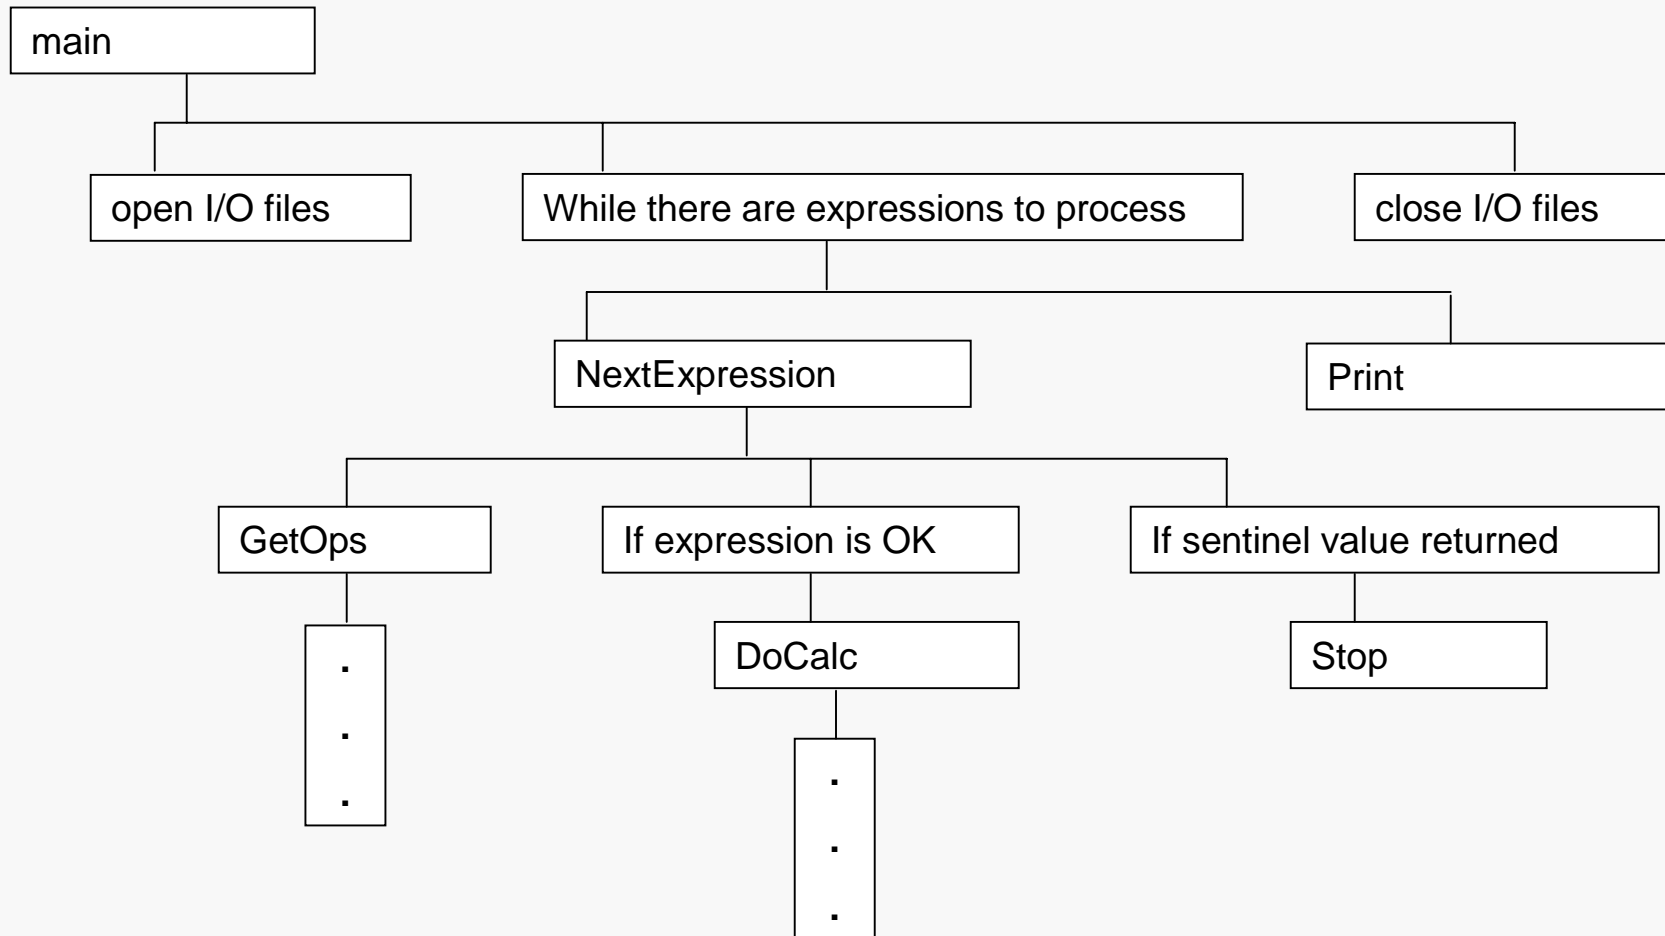 main
open I/O files
While there are expressions to process
close I/O files
NextExpression
Print
GetOps
If expression is OK
If sentinel value returned
DoCalc
Stop
.
.
.
.
.
.